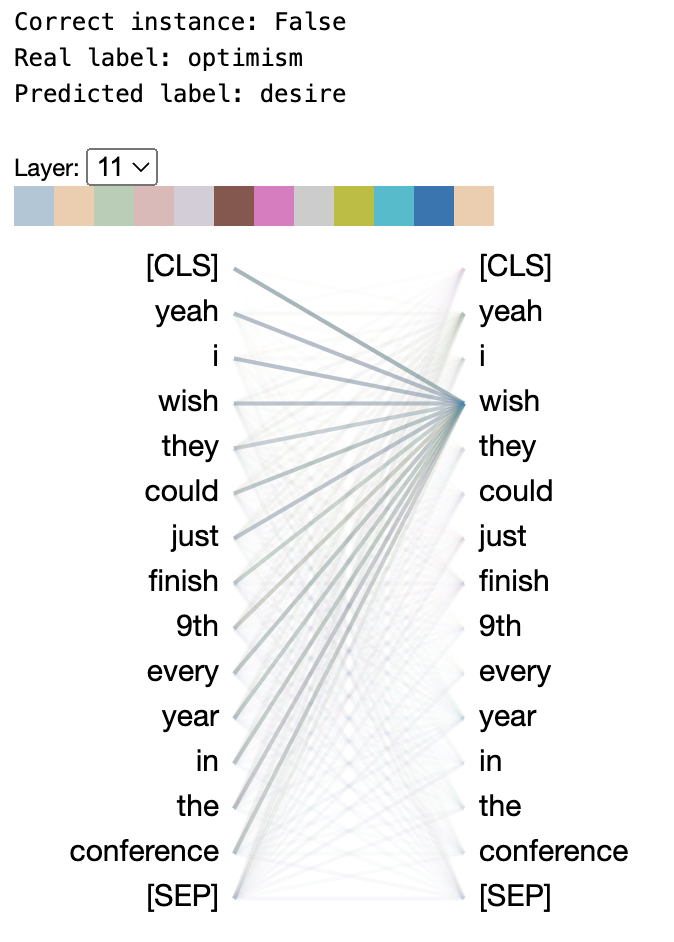 Correct instance: False
Real label: optimism
Predicted label: desire
Layer: 11
[CLS] [CLS]
yeah yeah
i i
wish wish
they they
could could
just just
finish finish
9th 9th
every every
year year
in in
the the
conference conference
[SEP] [SEP]